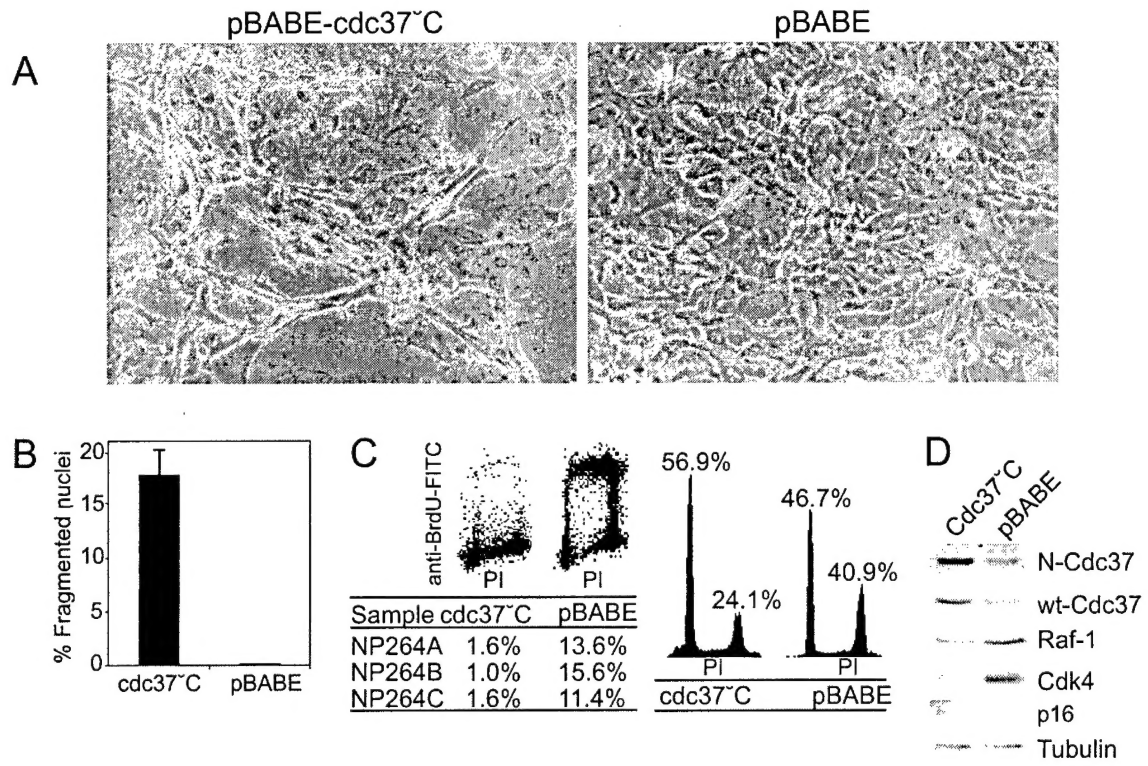 pBABE-cdc37˘C pBABE
A
B
% Fragmented nuclei
20
15
10
5
0
cdc37˘C pBABE
C
anti-BrdU-FITC
PI PI
Sample cdc37˘C pBABE
NP264A 1.6% 13.6%
NP264B 1.0% 15.6%
NP264C 1.6% 11.4%
56.9%
24.1%
46.7%
40.9%
PI PI
cdc37˘C pBABE
D
Cdc37˘C pBABE
N-Cdc37
wt-Cdc37
Raf-1
Cdk4
p16
Tubulin